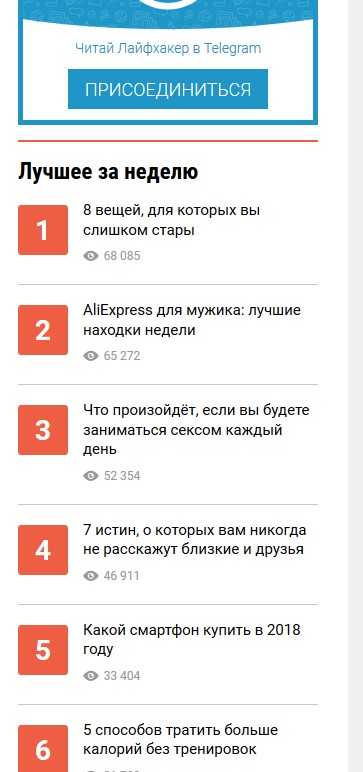 Читай Лайфхакер в Telegram
ПРИСОЕДИНИТЬСЯ
Лучшее за неделю
1
8 вещей, для которых вы
слишком стары
68 085
2
AliExpress для мужика: лучшие
находки недели
65 272
3
Что произойдёт, если вы будете
заниматься сексом каждый
день
52 354
4
7 истин, о которых вам никогда
не расскажут близкие и друзья
46 911
5
Какой смартфон купить в 2018
году
33 404
6
5 способов тратить больше
калорий без тренировок